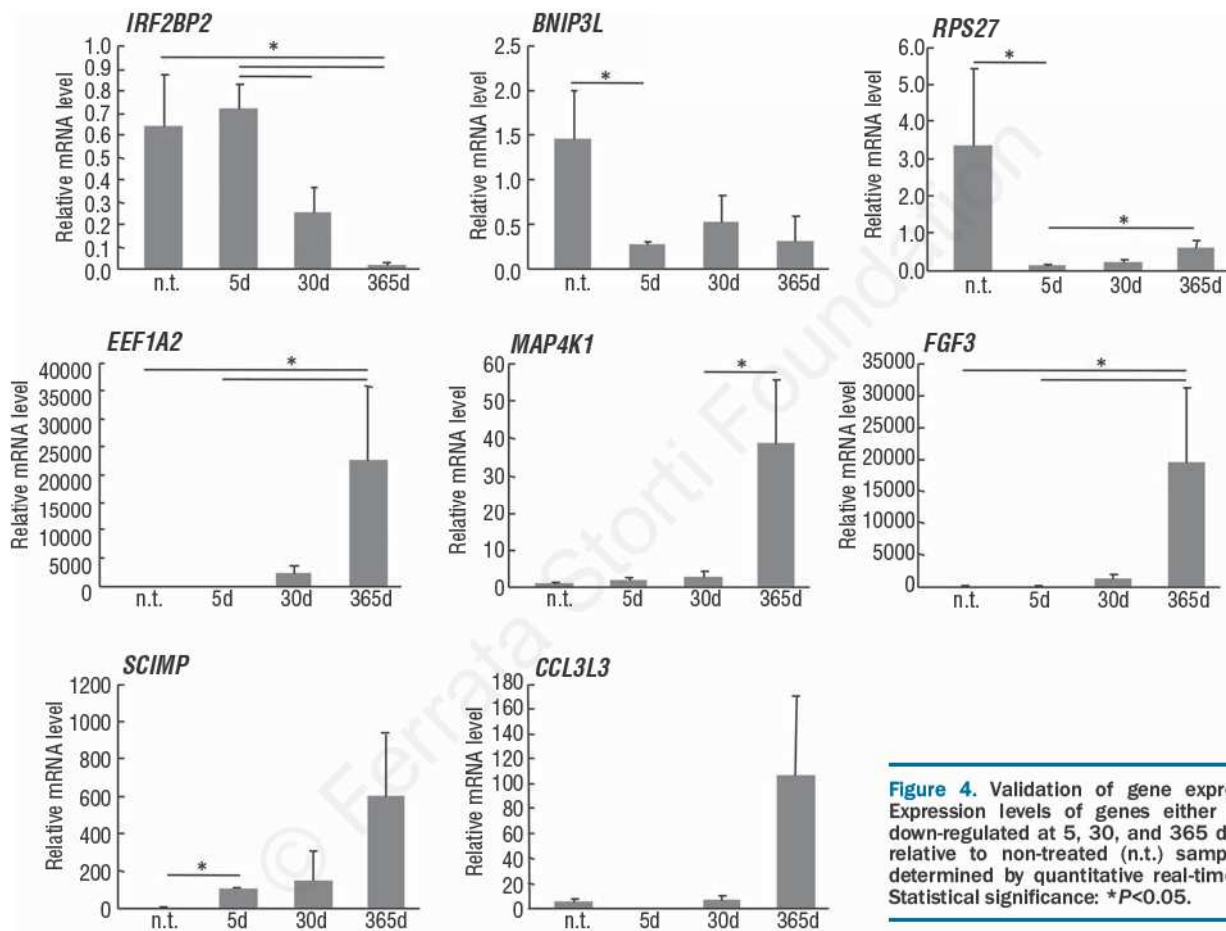 IRF2BP2
Relative mRNA level
1.0
0.9
0.8
0.7
0.6
0.5
0.4
0.3
0.2
0.1
0.0
*
n.t. 5d 30d 365d
BNIP3L
Relative mRNA level
2.5
2.0
1.5
1.0
0.5
0.0
*
n.t. 5d 30d 365d
RPS27
Relative mRNA level
6.0
5.0
4.0
3.0
2.0
1.0
0.0
*
*
n.t. 5d 30d 365d
EEF1A2
Relative mRNA level
40000
35000
30000
25000
20000
15000
10000
5000
0
*
n.t. 5d 30d 365d
MAP4K1
Relative mRNA level
60
50
40
30
20
10
0
*
n.t. 5d 30d 365d
FGF3
Relative mRNA level
35000
30000
25000
20000
15000
10000
5000
0
*
n.t. 5d 30d 365d
SCIMP
Relative mRNA level
1200
1000
800
600
400
200
0
*
n.t. 5d 30d 365d
CCL3L3
Relative mRNA level
180
160
140
120
100
80
60
40
20
0
n.t. 5d 30d 365d
Figure 4. Validation of gene expre
Expression levels of genes either
down-regulated at 5, 30, and 365 d
relative to non-treated (n.t.) samp
determined by quantitative real-time
Statistical significance: *P<0.05.
© Ferrata Storti Foundation